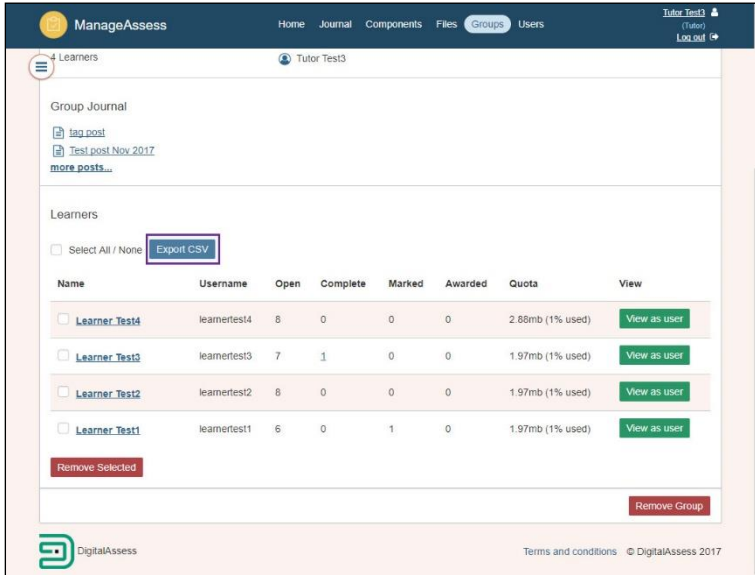 ManageAssess Home Journal Components Files Groups Users Tutor Test3
(Tutor)
Log out
4 Learners Tutor Test3
Group Journal
tag post
Test post Nov 2017
more posts...
Learners
Select All / None Export CSV
Name Username Open Complete Marked Awarded Quota View
Learner Test4 learnertest4 8 0 0 0 2.88mb (1% used) View as user
Learner Test3 learnertest3 7 1 0 0 1.97mb (1% used) View as user
Learner Test2 learnertest2 8 0 0 0 1.97mb (1% used) View as user
Learner Test1 learnertest1 6 0 1 0 1.97mb (1% used) View as user
Remove Selected
Remove Group
DigitalAssess Terms and conditions © DigitalAssess 2017